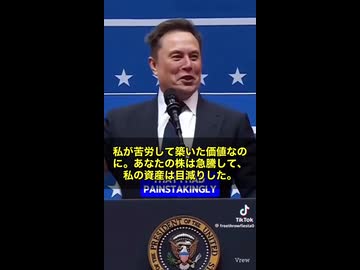 私が苦労して築いた価値なの
に。あなたの株は急騰して、
私の資産は目減りした。
PAINSTAKINGLY
TikTok
Vrew